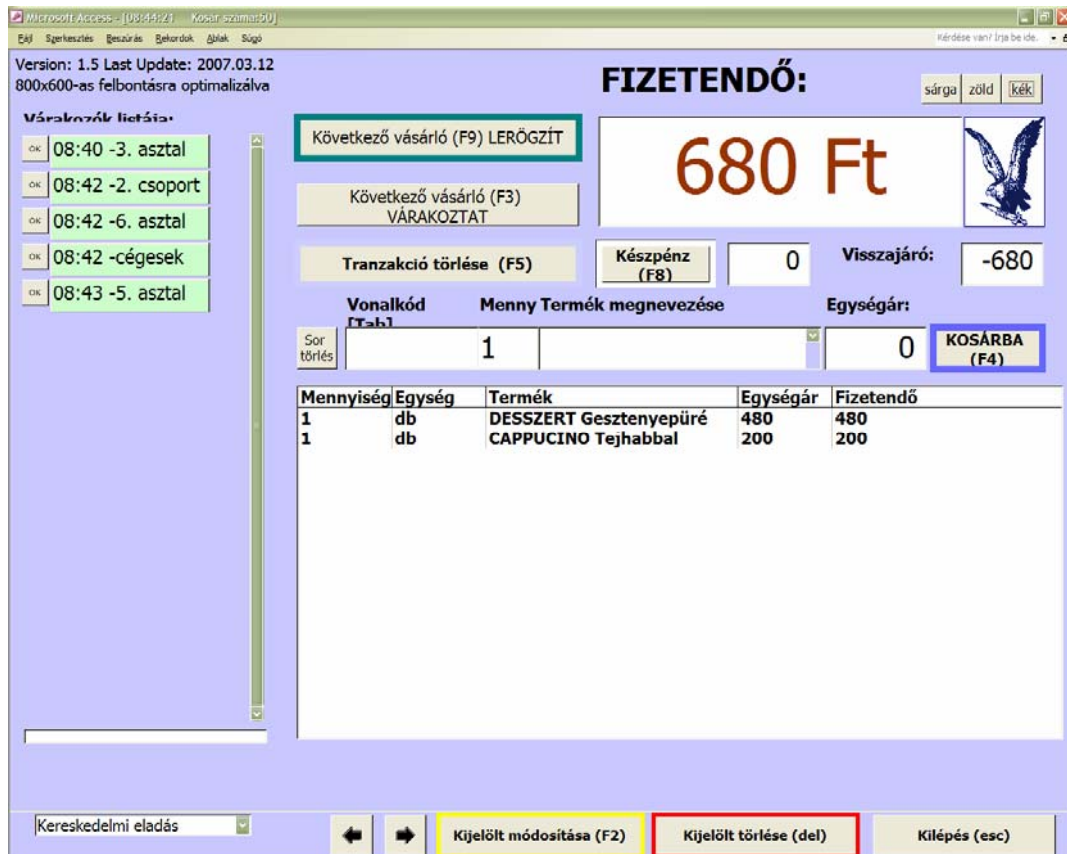 Microsoft Access - [08:44:21 Kosár száma:50]
Fájl Szerkesztés Beszúrás Rekordok Ablak Súgó
Kérdése van? Írja be ide.
Version: 1.5 Last Update: 2007.03.12
800x600-as felbontásra optimalizálva
FIZETENDŐ:
sárga zöld kék
Várakozók listája:
OK 08:40 -3. asztal
OK 08:42 -2. csoport
OK 08:42 -6. asztal
OK 08:42 -cégesek
OK 08:43 -5. asztal
Következő vásárló (F9) LERÖGZÍT
680 Ft
Következő vásárló (F3)
VÁRAKOZTAT
Tranzakció törlése (F5)
Készpénz
(F8)
0
Visszajáró:
-680
Vonalkód
[Tab]
Menny Termék megnevezése
Egységár:
Sor
törlés
1
0
KOSÁRBA
(F4)
Mennyiség Egység Termék Egységár Fizetendő
1 db DESSZERT Gesztenyepüré 480 480
1 db CAPPUCINO Tejhabbal 200 200
Kereskedelmi eladás
Kijelölt módosítása (F2)
Kijelölt törlése (del)
Kilépés (esc)